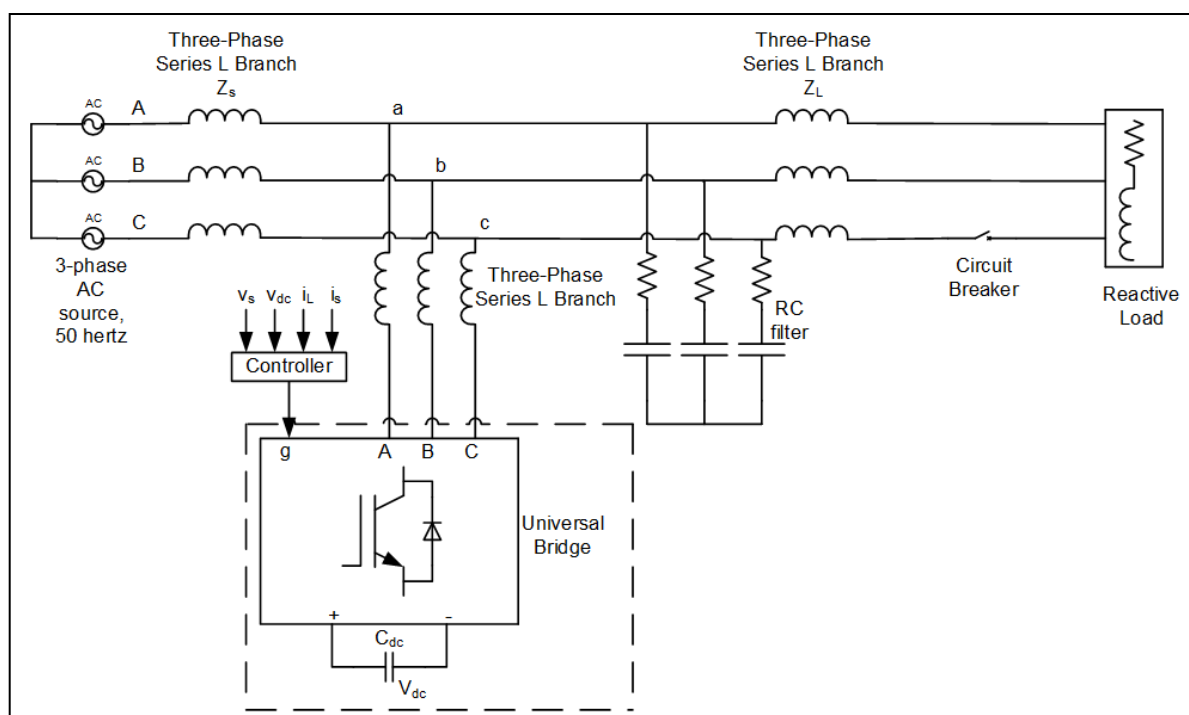 Three-Phase
Series L Branch
Zs
Three-Phase
Series L Branch
ZL
AC
A
a
AC
B
b
AC
C
c
3-phase
AC
source,
50 hertz
vs
vdc
iL
is
Controller
Three-Phase
Series L Branch
RC
filter
Circuit
Breaker
Reactive
Load
g
A
B
C
Universal
Bridge
+
-
Cdc
Vdc